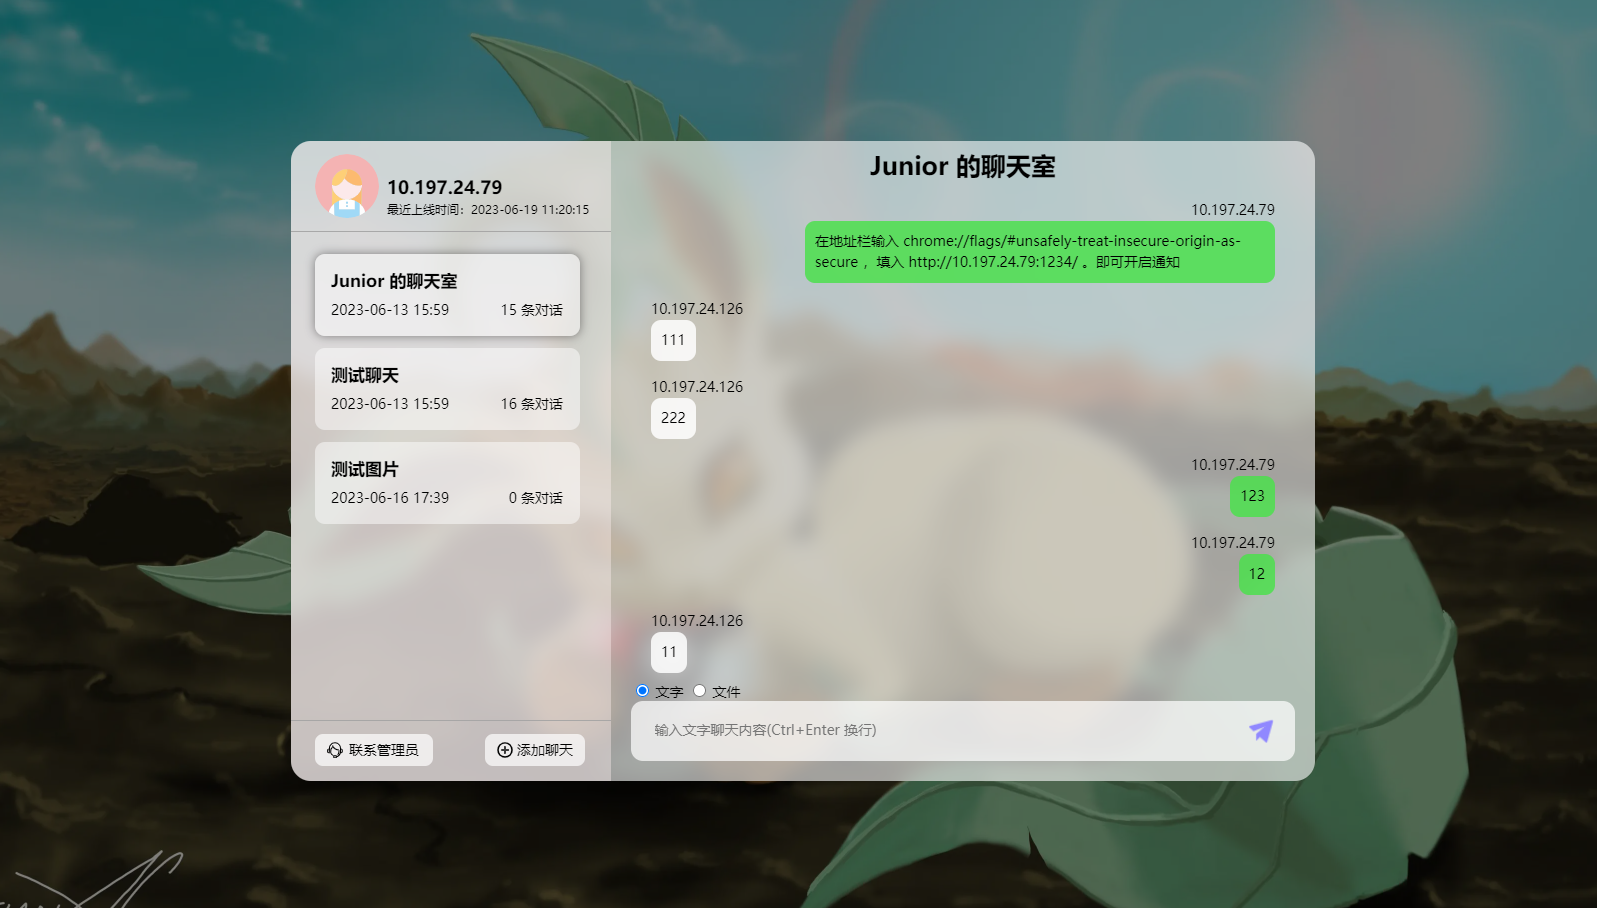 10.197.24.79
最近上线时间：2023-06-19 11:20:15
Junior 的聊天室
2023-06-13 15:59 15 条对话
测试聊天
2023-06-13 15:59 16 条对话
测试图片
2023-06-16 17:39 0 条对话
联系管理员 添加聊天
Junior 的聊天室
10.197.24.79
在地址栏输入 chrome://flags/#unsafely-treat-insecure-origin-as-
secure ，填入 http://10.197.24.79:1234/ 。即可开启通知
10.197.24.126
111
10.197.24.126
222
10.197.24.79
123
10.197.24.79
12
10.197.24.126
11
文字 文件
输入文字聊天内容(Ctrl+Enter 换行)